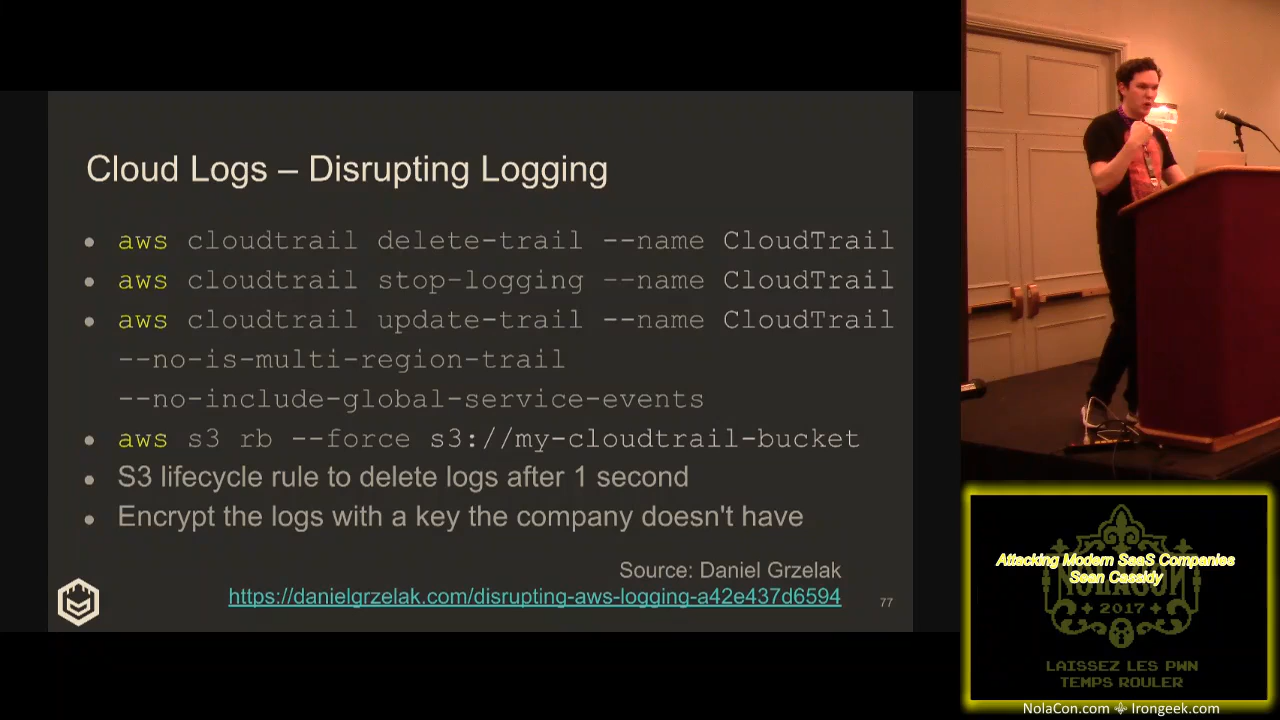 Cloud Logs – Disrupting Logging
● aws cloudtrail delete-trail --name CloudTrail
● aws cloudtrail stop-logging --name CloudTrail
● aws cloudtrail update-trail --name CloudTrail
--no-is-multi-region-trail
--no-include-global-service-events
● aws s3 rb --force s3://my-cloudtrail-bucket
● S3 lifecycle rule to delete logs after 1 second
● Encrypt the logs with a key the company doesn't have
Source: Daniel Grzelak
https://danielgrzelak.com/disrupting-aws-logging-a42e437d6594
77
Attacking Modern SaaS Companies
Sean Cassidy
NOLACON
2017
LAISSEZ LES PWN
TEMPS ROULER
NolaCon.com ⚜ Irongeek.com